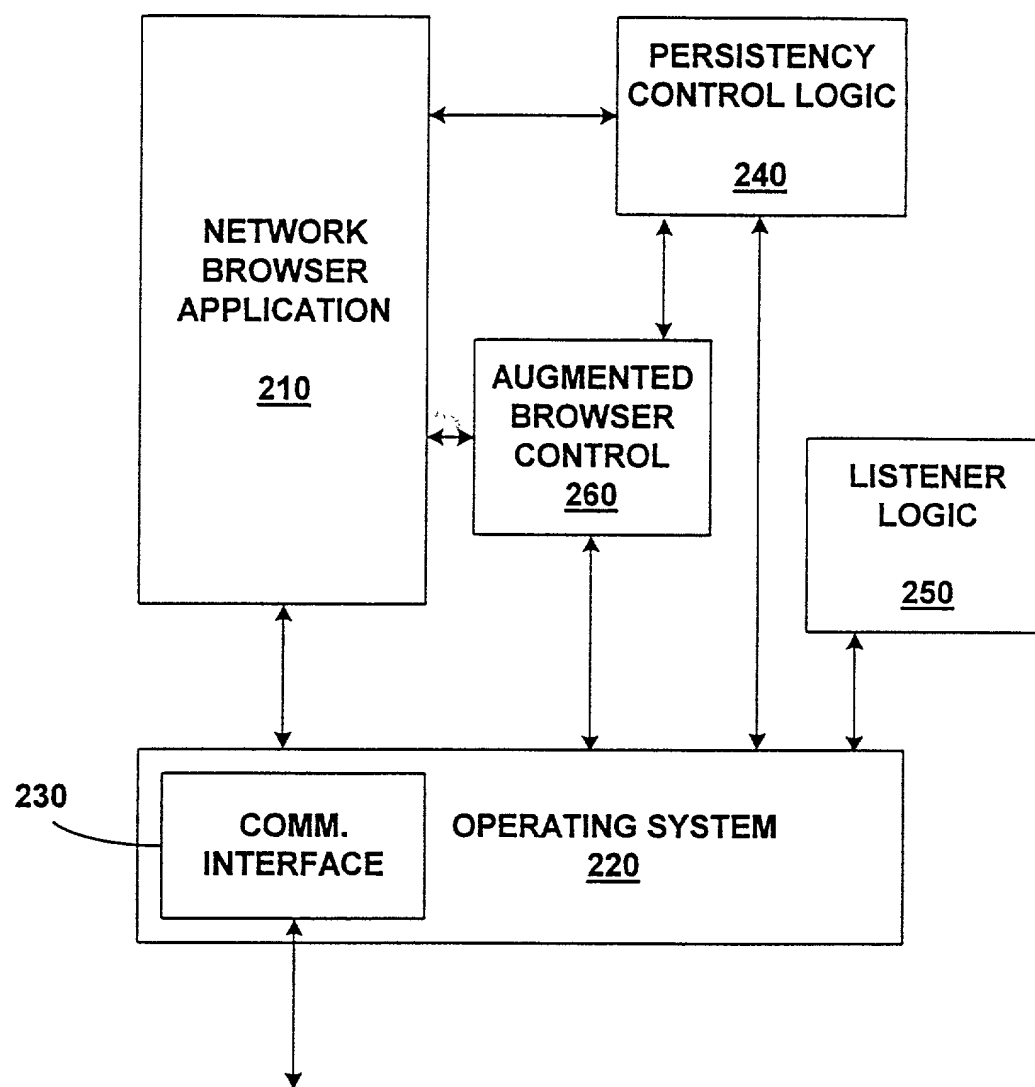 PERSISTENCY
CONTROL LOGIC
240
NETWORK
BROWSER
APPLICATION
210
AUGMENTED
BROWSER
CONTROL
260
LISTENER
LOGIC
250
230
COMM.
INTERFACE
OPERATING SYSTEM
220